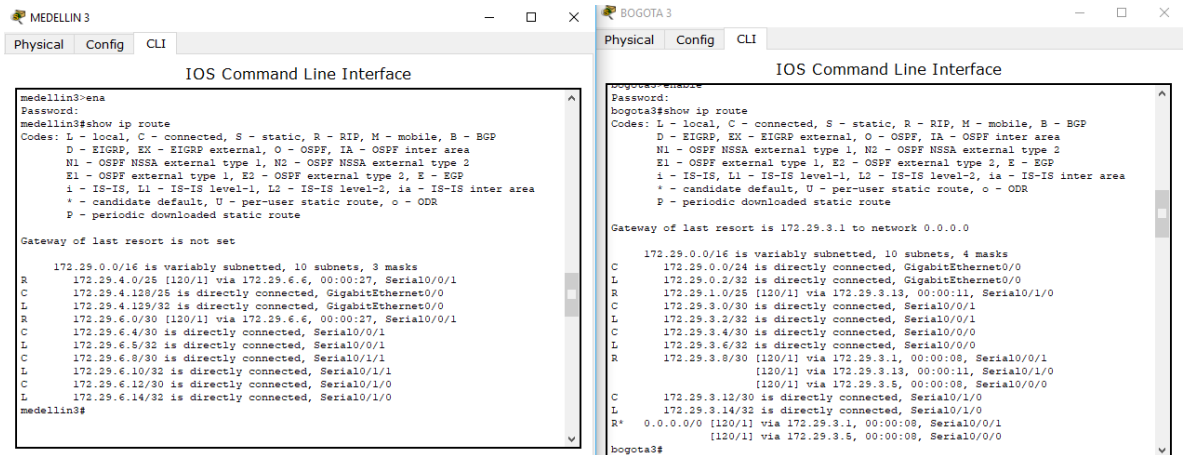 MEDELLIN 3
Physical Config CLI
IOS Command Line Interface
medellin3>ena
Password:
medellin3#show ip route
Codes: L - local, C - connected, S - static, R - RIP, M - mobile, B - BGP
D - EIGRP, EX - EIGRP external, O - OSPF, IA - OSPF inter area
N1 - OSPF NSSA external type 1, N2 - OSPF NSSA external type 2
E1 - OSPF external type 1, E2 - OSPF external type 2, E - EGP
i - IS-IS, L1 - IS-IS level-1, L2 - IS-IS level-2, ia - IS-IS inter area
* - candidate default, U - per-user static route, o - ODR
P - periodic downloaded static route
Gateway of last resort is not set
172.29.0.0/16 is variably subnetted, 10 subnets, 3 masks
R 172.29.4.0/25 [120/1] via 172.29.6.6, 00:00:27, Serial0/0/1
C 172.29.4.128/25 is directly connected, GigabitEthernet0/0
L 172.29.4.129/32 is directly connected, GigabitEthernet0/0
R 172.29.6.0/30 [120/1] via 172.29.6.6, 00:00:27, Serial0/0/1
C 172.29.6.4/30 is directly connected, Serial0/0/1
L 172.29.6.5/32 is directly connected, Serial0/0/1
C 172.29.6.8/30 is directly connected, Serial0/1/1
L 172.29.6.10/32 is directly connected, Serial0/1/1
C 172.29.6.12/30 is directly connected, Serial0/1/0
L 172.29.6.14/32 is directly connected, Serial0/1/0
medellin3#
BOGOTA 3
Physical Config CLI
IOS Command Line Interface
bogota3>enable
Password:
bogota3#show ip route
Codes: L - local, C - connected, S - static, R - RIP, M - mobile, B - BGP
D - EIGRP, EX - EIGRP external, O - OSPF, IA - OSPF inter area
N1 - OSPF NSSA external type 1, N2 - OSPF NSSA external type 2
E1 - OSPF external type 1, E2 - OSPF external type 2, E - EGP
i - IS-IS, L1 - IS-IS level-1, L2 - IS-IS level-2, ia - IS-IS inter area
* - candidate default, U - per-user static route, o - ODR
P - periodic downloaded static route
Gateway of last resort is 172.29.3.1 to network 0.0.0.0
172.29.0.0/16 is variably subnetted, 10 subnets, 4 masks
C 172.29.0.0/24 is directly connected, GigabitEthernet0/0
L 172.29.0.2/32 is directly connected, GigabitEthernet0/0
R 172.29.1.0/25 [120/1] via 172.29.3.13, 00:00:11, Serial0/1/0
C 172.29.3.0/30 is directly connected, Serial0/0/1
L 172.29.3.2/32 is directly connected, Serial0/0/1
C 172.29.3.4/30 is directly connected, Serial0/0/0
L 172.29.3.6/32 is directly connected, Serial0/0/0
R 172.29.3.8/30 [120/1] via 172.29.3.1, 00:00:08, Serial0/0/1
[120/1] via 172.29.3.13, 00:00:11, Serial0/1/0
[120/1] via 172.29.3.5, 00:00:08, Serial0/0/0
C 172.29.3.12/30 is directly connected, Serial0/1/0
L 172.29.3.14/32 is directly connected, Serial0/1/0
R* 0.0.0.0/0 [120/1] via 172.29.3.1, 00:00:08, Serial0/0/1
[120/1] via 172.29.3.5, 00:00:08, Serial0/0/0
bogota3#